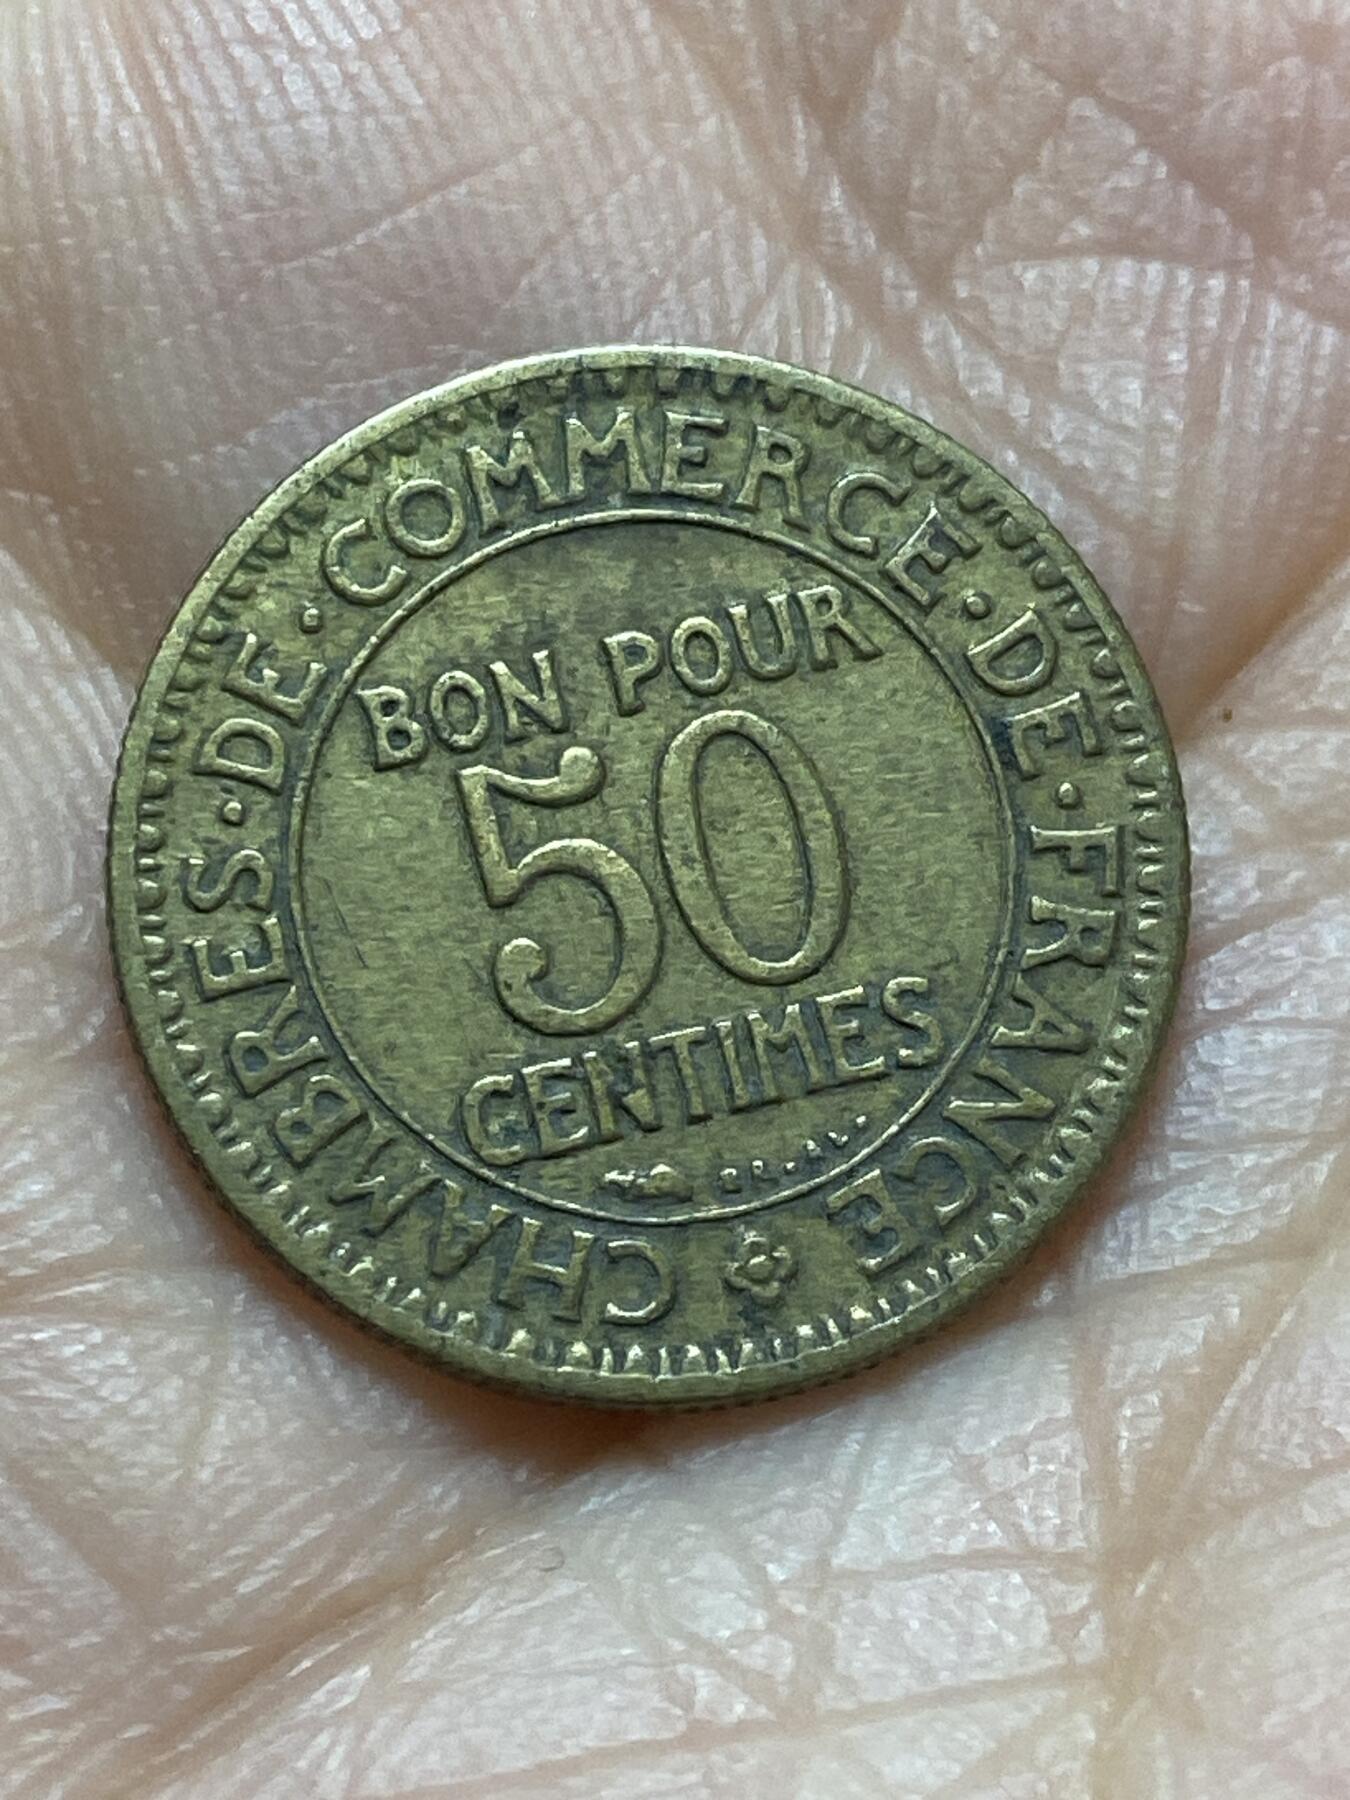 CHAMBRES·DE·COMMERCE·DE·FRANCE
BON POUR
50
CENTIMES